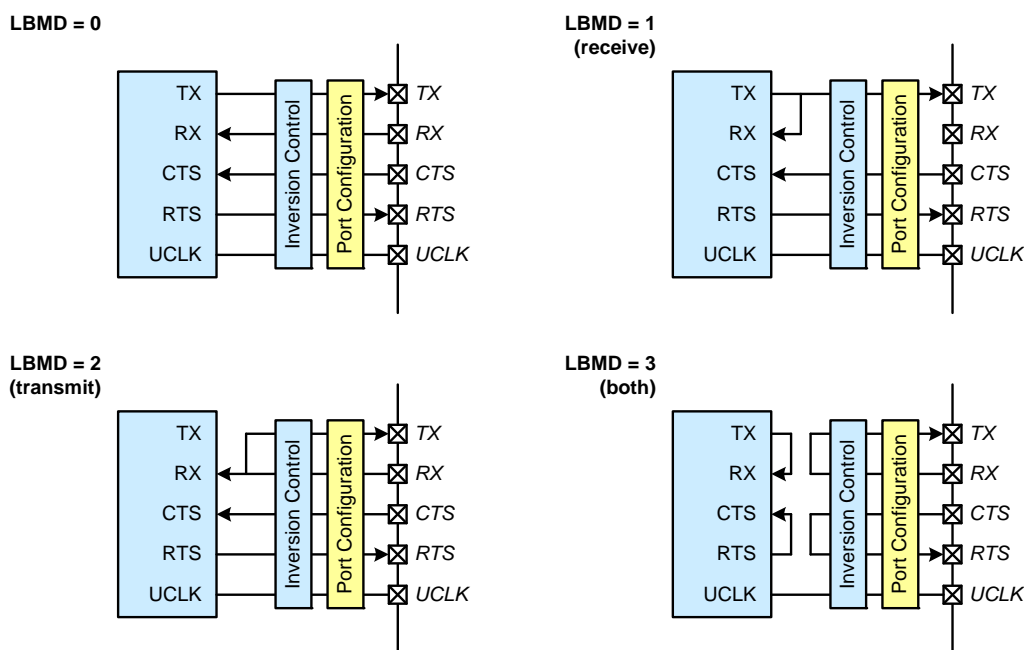 LBMD = 0
TX
RX
CTS
RTS
UCLK
Inversion Control
Port Configuration
TX
RX
CTS
RTS
UCLK
LBMD = 1
(receive)
TX
RX
CTS
RTS
UCLK
Inversion Control
Port Configuration
TX
RX
CTS
RTS
UCLK
LBMD = 2
(transmit)
TX
RX
CTS
RTS
UCLK
Inversion Control
Port Configuration
TX
RX
CTS
RTS
UCLK
LBMD = 3
(both)
TX
RX
CTS
RTS
UCLK
Inversion Control
Port Configuration
TX
RX
CTS
RTS
UCLK